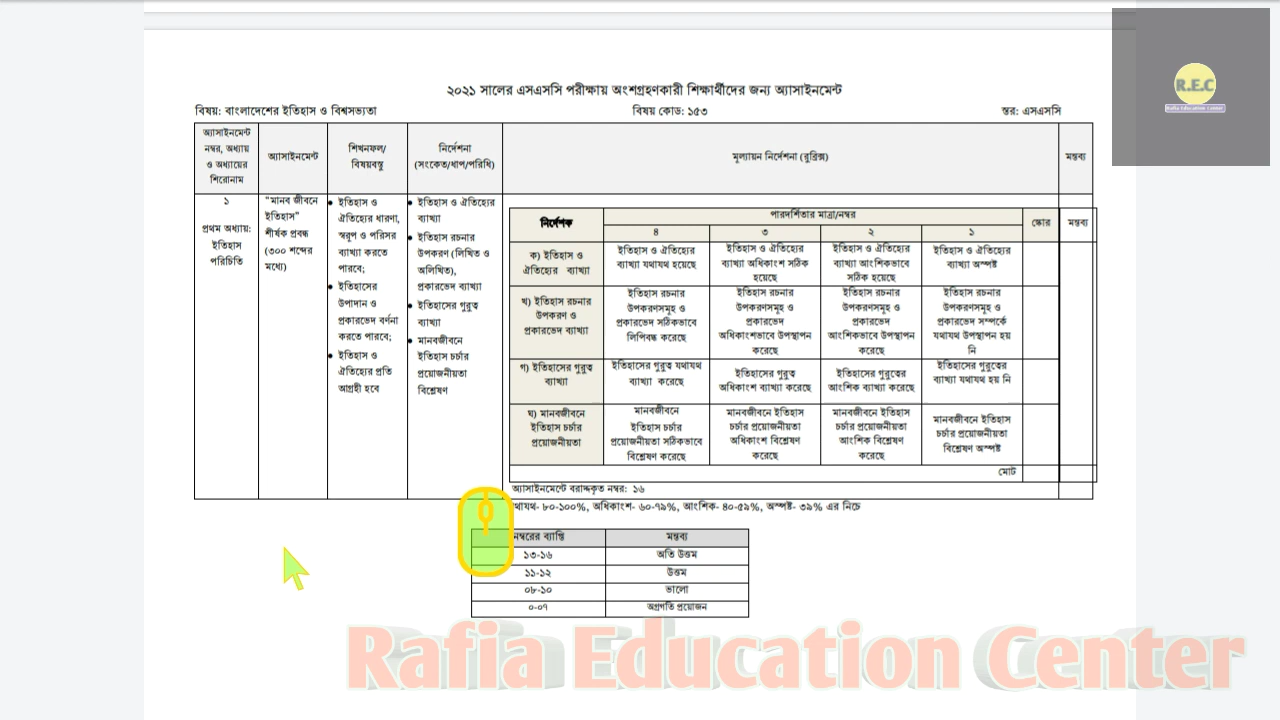 ২০২১ সালের এসএসসি পরীক্ষায় অংশগ্রহণকারী শিক্ষার্থীদের জন্য অ্যাসাইনমেন্ট
বিষয়: বাংলাদেশের ইতিহাস ও বিশ্বসভ্যতা
বিষয় কোড: ১৫৩
স্তর: এসএসসি
অ্যাসাইনমেন্ট
নম্বর, অধ্যায়
ও অধ্যায়ের
শিরোনাম
অ্যাসাইনমেন্ট
শিখনফল/
বিষয়বস্তু
নির্দেশনা
(সংকেত/ধাপ/পরিধি)
মূল্যায়ন নির্দেশনা (রুব্রিক্স)
মন্তব্য
১
প্রথম অধ্যায়:
ইতিহাস
পরিচিতি
“মানব জীবনে
ইতিহাস”
শীর্ষক প্রবন্ধ
(৩০০ শব্দের
মধ্যে)
• ইতিহাস ও
ঐতিহ্যের ধারণা,
স্বরূপ ও পরিসর
ব্যাখ্যা করতে
পারবে;
• ইতিহাসের
উপাদান ও
প্রকারভেদ বর্ণনা
করতে পারবে;
• ইতিহাস ও
ঐতিহ্যের প্রতি
আগ্রহী হবে
• ইতিহাস ও ঐতিহ্যের
ব্যাখ্যা
• ইতিহাস রচনার
উপকরণ (লিখিত ও
অলিখিত),
প্রকারভেদ ব্যাখ্যা
• ইতিহাসের গুরুত্ব
ব্যাখ্যা
• মানবজীবনে
ইতিহাস চর্চার
প্রয়োজনীয়তা
বিশ্লেষণ
নির্দেশক
পারদর্শিতার মাত্রা/নম্বর
স্কোর
মন্তব্য
৪
৩
২
১
ক) ইতিহাস ও
ঐতিহ্যের ব্যাখ্যা
ইতিহাস ও ঐতিহ্যের
ব্যাখ্যা যথাযথ হয়েছে
ইতিহাস ও ঐতিহ্যের
ব্যাখ্যা অধিকাংশ সঠিক
হয়েছে
ইতিহাস ও ঐতিহ্যের
ব্যাখ্যা আংশিকভাবে
সঠিক হয়েছে
ইতিহাস ও ঐতিহ্যের
ব্যাখ্যা অস্পষ্ট
খ) ইতিহাস রচনার
উপকরণ ও
প্রকারভেদ ব্যাখ্যা
ইতিহাস রচনার
উপকরণসমূহ ও
প্রকারভেদ সঠিকভাবে
লিপিবদ্ধ করেছে
ইতিহাস রচনার
উপকরণসমূহ ও
প্রকারভেদ
অধিকাংশভাবে উপস্থাপন
করেছে
ইতিহাস রচনার
উপকরণসমূহ ও
প্রকারভেদ
আংশিকভাবে উপস্থাপন
করেছে
ইতিহাস রচনার
উপকরণসমূহ ও
প্রকারভেদ সম্পর্কে
যথাযথ উপস্থাপন হয়
নি
গ) ইতিহাসের গুরুত্ব
ব্যাখ্যা
ইতিহাসের গুরুত্ব যথাযথ
ব্যাখ্যা করেছে
ইতিহাসের গুরুত্ব
অধিকাংশ ব্যাখ্যা করেছে
ইতিহাসের গুরুত্বের
আংশিক ব্যাখ্যা করেছে
ইতিহাসের গুরুত্বের
ব্যাখ্যা যথাযথ হয় নি
ঘ) মানবজীবনে
ইতিহাস চর্চার
প্রয়োজনীয়তা
মানবজীবনে
ইতিহাস চর্চার
প্রয়োজনীয়তা সঠিকভাবে
বিশ্লেষণ করেছে
মানবজীবনে ইতিহাস
চর্চার প্রয়োজনীয়তা
অধিকাংশ বিশ্লেষণ
করেছে
মানবজীবনে ইতিহাস
চর্চার প্রয়োজনীয়তা
আংশিক বিশ্লেষণ
করেছে
মানবজীবনে ইতিহাস
চর্চার প্রয়োজনীয়তা
বিশ্লেষণ অস্পষ্ট
মোট
অ্যাসাইনমেন্টে বরাদ্দকৃত নম্বর: ১৬
যথাযথ- ৮০-১০০%, অধিকাংশ- ৬০-৭৯%, আংশিক- ৪০-৫৯%, অস্পষ্ট- ৩৯% এর নিচে
নম্বরের ব্যাপ্তি
মন্তব্য
১৩-১৬
অতি উত্তম
১১-১২
উত্তম
০৮-১০
ভালো
০-০৭
অগ্রগতি প্রয়োজন
R.E.C
Rafia Education Center
Rafia Education Center